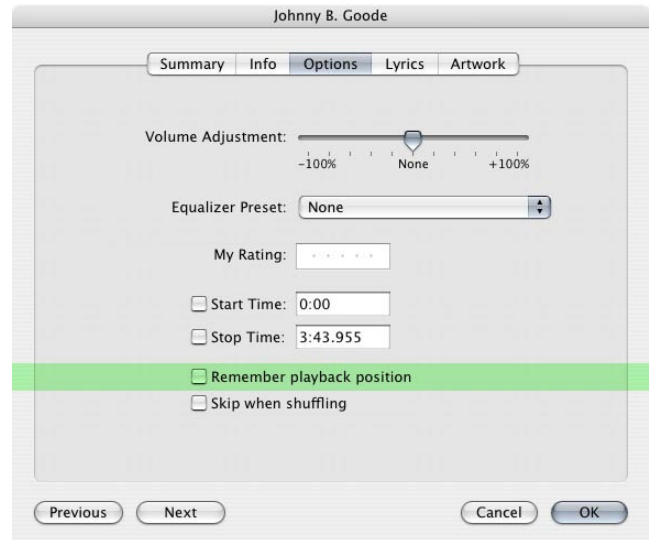 Johnny B. Goode
Summary Info Options Lyrics Artwork
Volume Adjustment:
-100% None +100%
Equalizer Preset: None
My Rating:
Start Time: 0:00
Stop Time: 3:43.955
Remember playback position
Skip when shuffling
Previous Next Cancel OK